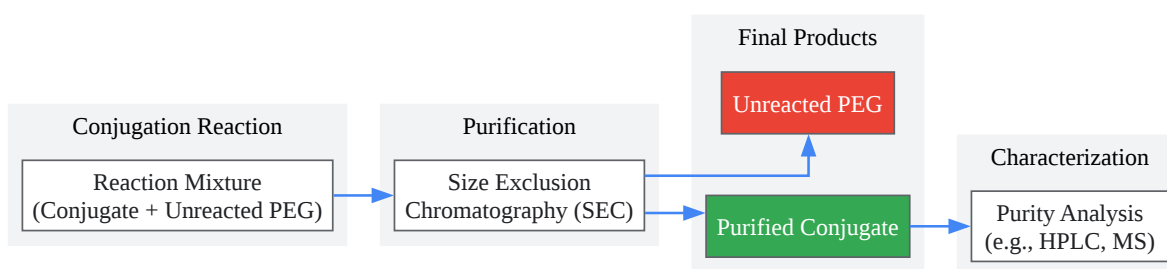 Conjugation Reaction
Reaction Mixture
(Conjugate + Unreacted PEG)
Purification
Size Exclusion
Chromatography (SEC)
Final Products
Unreacted PEG
Purified Conjugate
Characterization
Purity Analysis
(e.g., HPLC, MS)